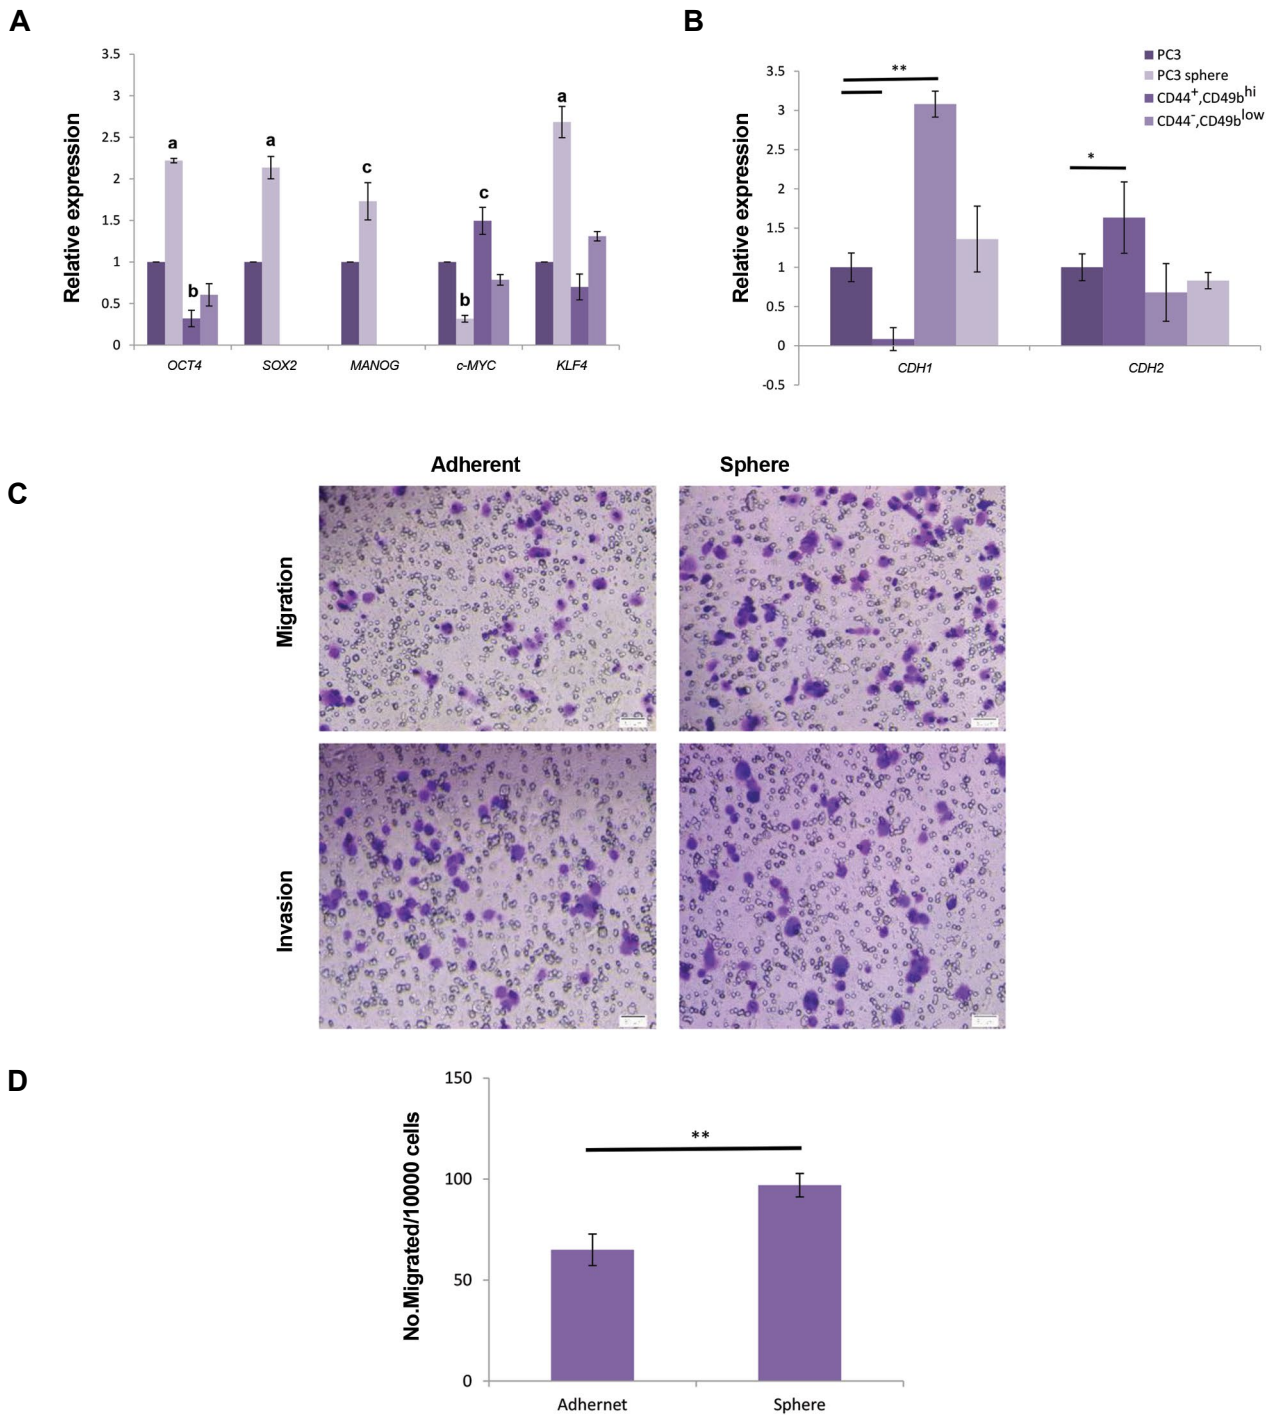 A
3.5
3
2.5
2
1.5
1
0.5
0
Relative expression
a
a
c
b
b
c
a
OCT4 SOX2 MANOG c-MYC KLF4
B
3.5
3
2.5
2
1.5
1
0.5
0
-0.5
Relative expression
**
*
PC3
PC3 sphere
CD44+,CD49bhi
CD44-,CD49blow
CDH1 CDH2
C
Adherent Sphere
Migration
Invasion
D
150
100
50
0
No.Migrated/10000 cells
**
Adhernet Sphere